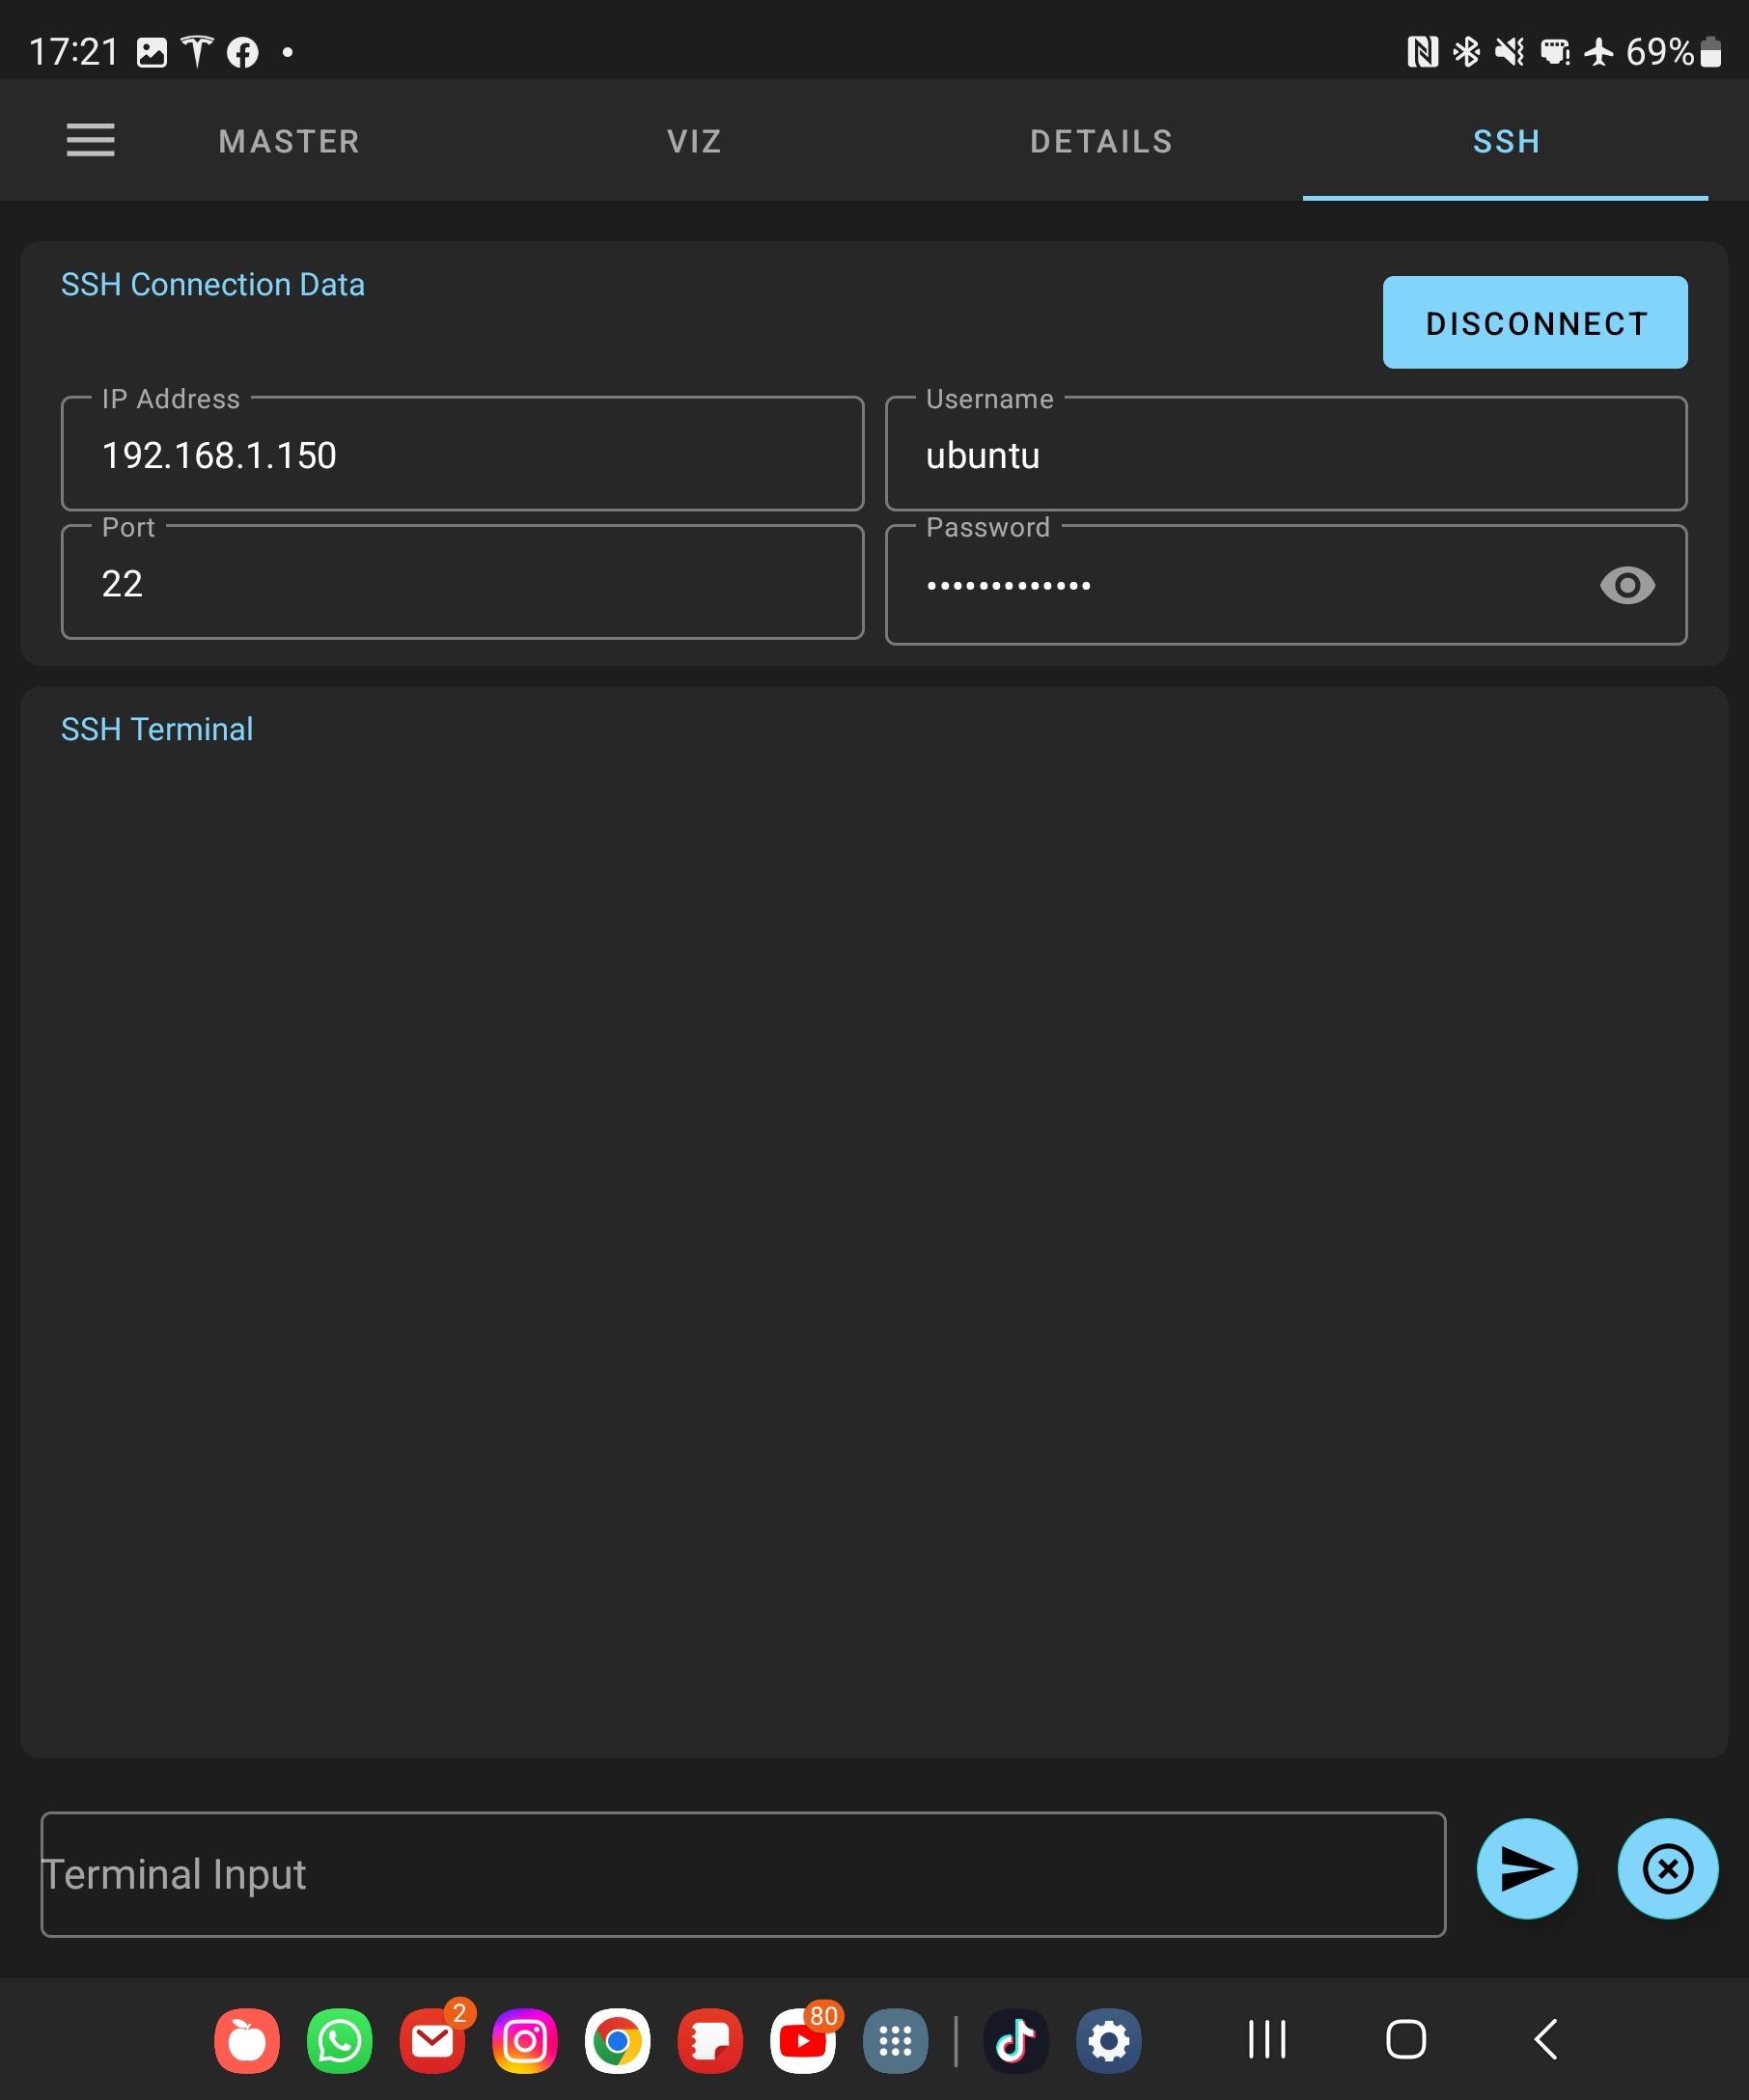 17:21
69%
MASTER VIZ DETAILS SSH
SSH Connection Data
DISCONNECT
IP Address Username
192.168.1.150 ubuntu
Port Password
22 •••••••••••••
SSH Terminal
Terminal Input
2
80